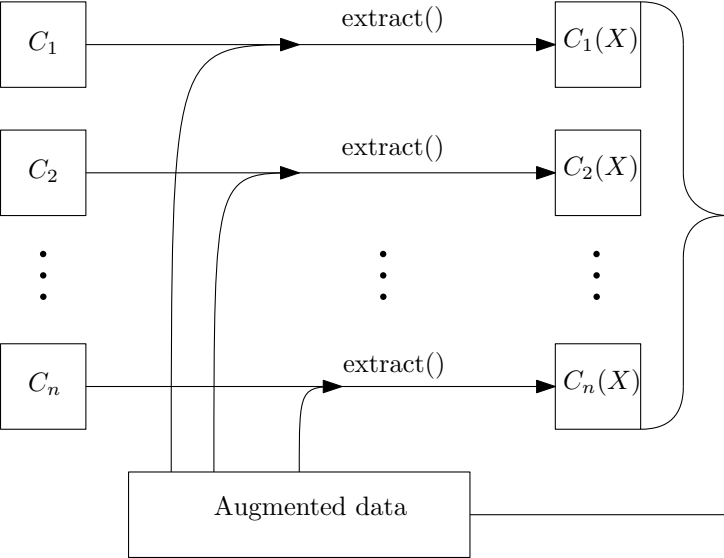 extract()
C₁ C₁(X)
extract()
C₂ C₂(X)
extract()
Cₙ Cₙ(X)
Augmented data